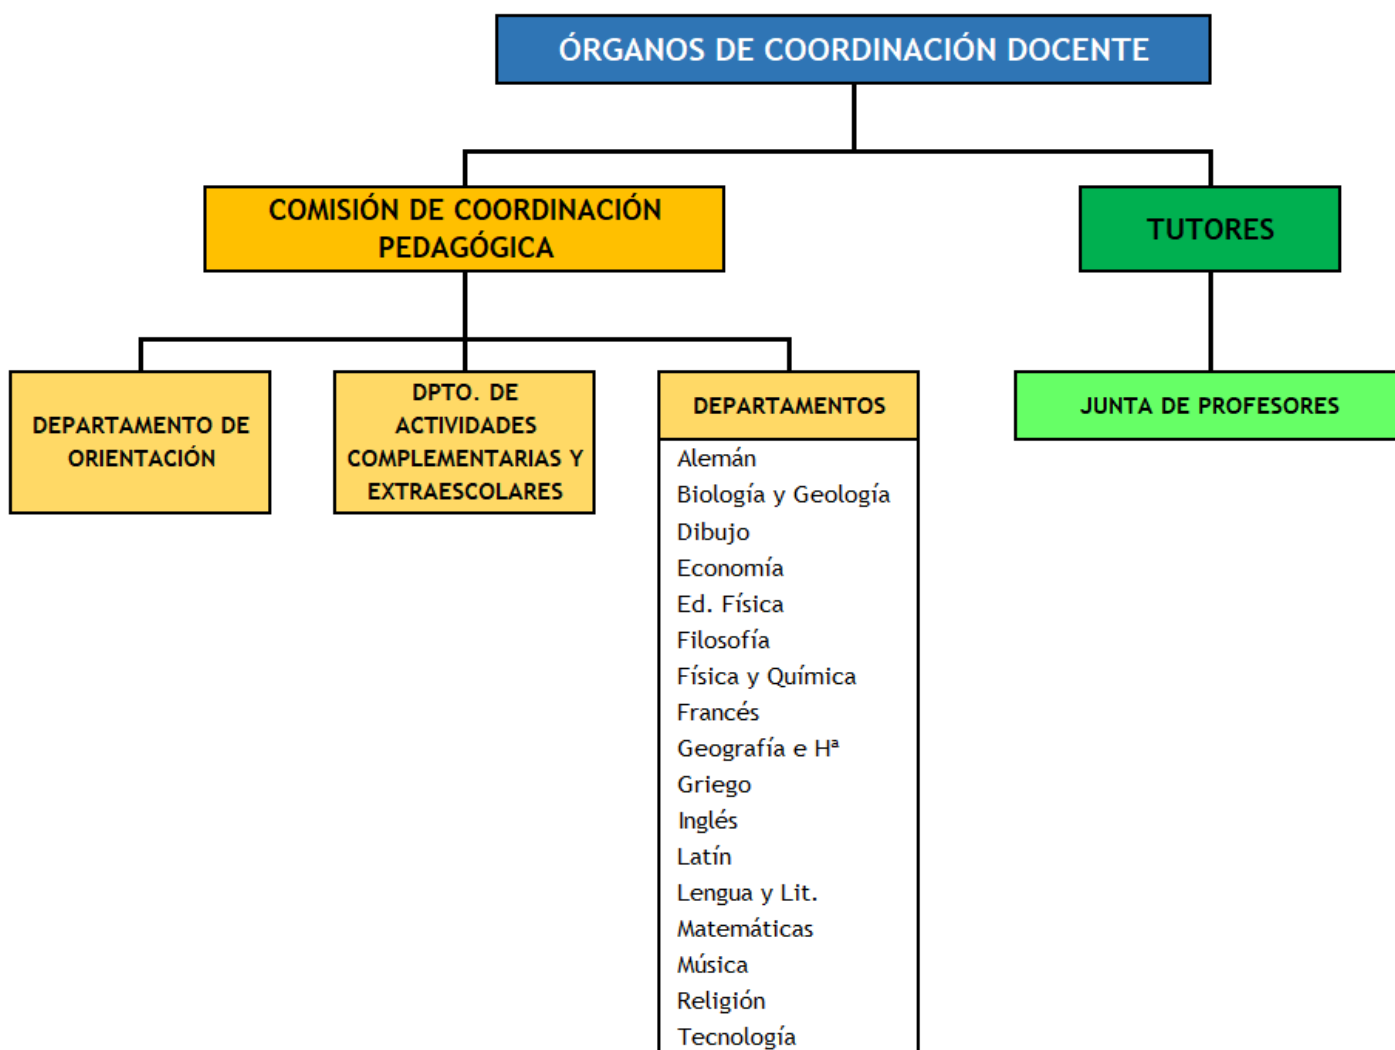 ÓRGANOS DE COORDINACIÓN DOCENTE
COMISIÓN DE COORDINACIÓN
PEDAGÓGICA
TUTORES
DEPARTAMENTO DE
ORIENTACIÓN
DPTO. DE
ACTIVIDADES
COMPLEMENTARIAS Y
EXTRAESCOLARES
DEPARTAMENTOS
Alemán
Biología y Geología
Dibujo
Economía
Ed. Física
Filosofía
Física y Química
Francés
Geografía e Hª
Griego
Inglés
Latín
Lengua y Lit.
Matemáticas
Música
Religión
Tecnología
JUNTA DE PROFESORES